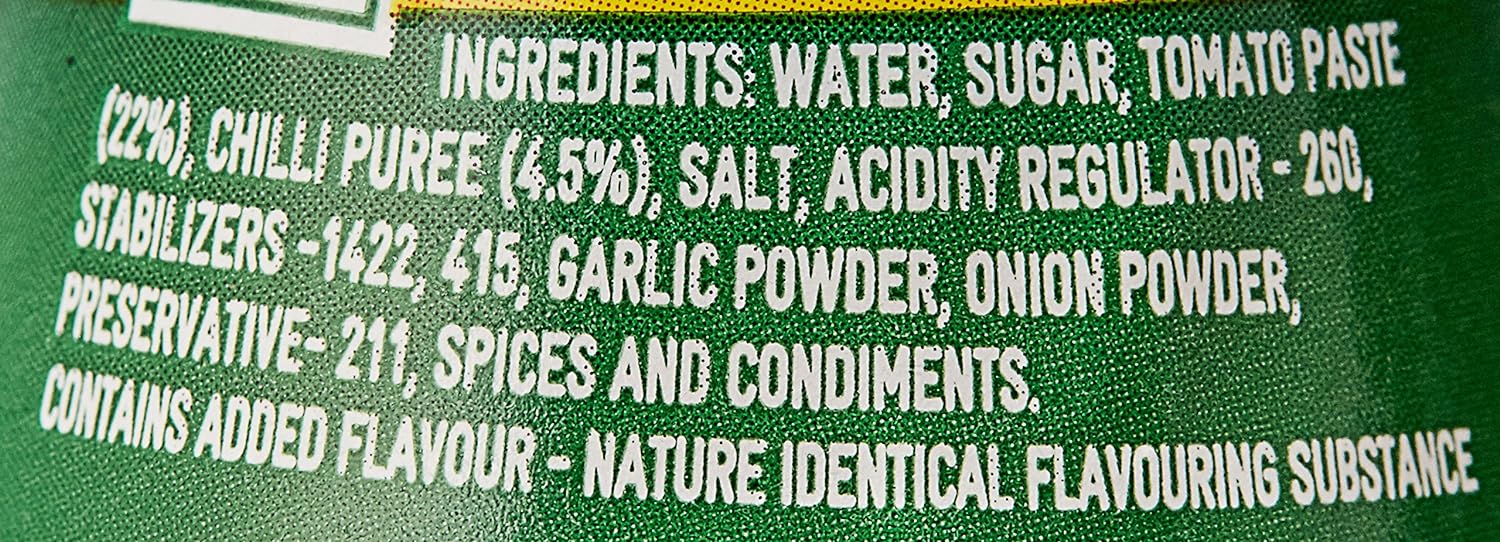 INGREDIENTS: WATER, SUGAR, TOMATO PASTE
(22%), CHILLI PUREE (4.5%), SALT, ACIDITY REGULATOR - 260,
STABILIZERS -1422, 415, GARLIC POWDER, ONION POWDER,
PRESERVATIVE- 211, SPICES AND CONDIMENTS.
CONTAINS ADDED FLAVOUR - NATURE IDENTICAL FLAVOURING SUBSTANCE